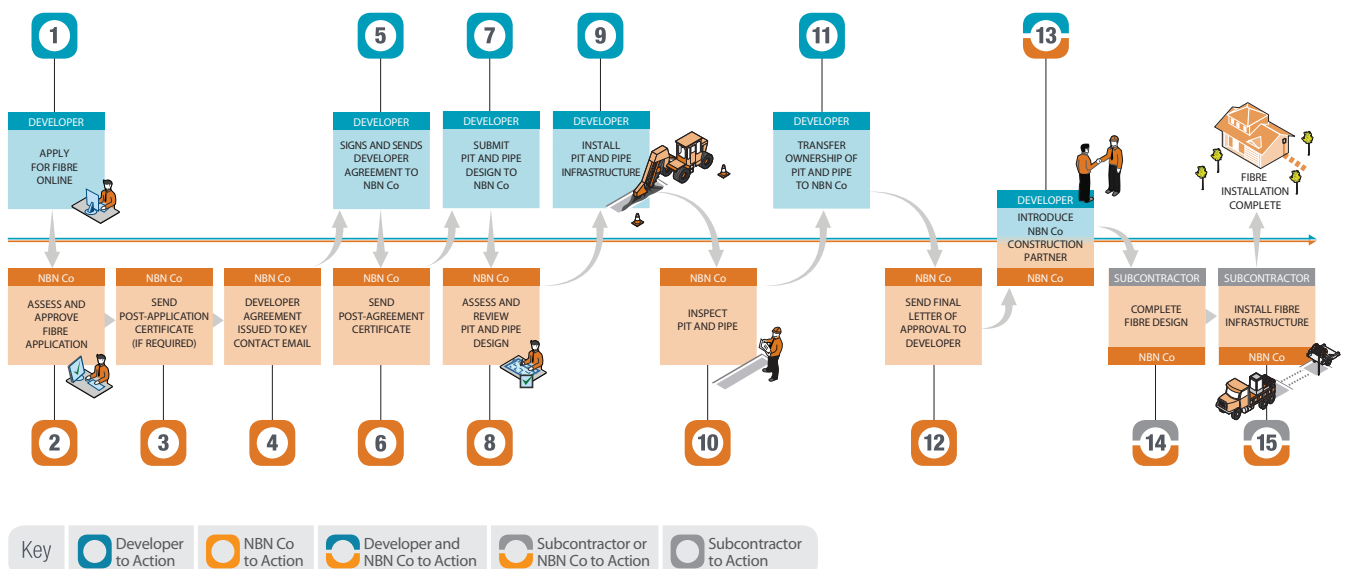 1
5
7
9
11
13
DEVELOPER
APPLY
FOR FIBRE
ONLINE
DEVELOPER
SIGNS AND SENDS
DEVELOPER
AGREEMENT TO
NBN Co
DEVELOPER
SUBMIT
PIT AND PIPE
DESIGN TO
NBN Co
DEVELOPER
INSTALL
PIT AND PIPE
INFRASTRUCTURE
DEVELOPER
TRANSFER
OWNERSHIP OF
PIT AND PIPE
TO NBN Co
DEVELOPER
INTRODUCE
NBN Co
CONSTRUCTION
PARTNER
NBN Co
FIBRE
INSTALLATION
COMPLETE
NBN Co
ASSESS AND
APPROVE
FIBRE
APPLICATION
NBN Co
SEND
POST-APPLICATION
CERTIFICATE
(IF REQUIRED)
NBN Co
DEVELOPER
AGREEMENT
ISSUED TO KEY
CONTACT EMAIL
NBN Co
SEND
POST-AGREEMENT
CERTIFICATE
NBN Co
ASSESS AND
REVIEW
PIT AND PIPE
DESIGN
NBN Co
INSPECT
PIT AND PIPE
NBN Co
SEND FINAL
LETTER OF
APPROVAL TO
DEVELOPER
SUBCONTRACTOR
COMPLETE
FIBRE DESIGN
NBN Co
SUBCONTRACTOR
INSTALL FIBRE
INFRASTRUCTURE
NBN Co
2
3
4
6
8
10
12
14
15
Key
Developer
to Action
NBN Co
to Action
Developer and
NBN Co to Action
Subcontractor or
NBN Co to Action
Subcontractor
to Action